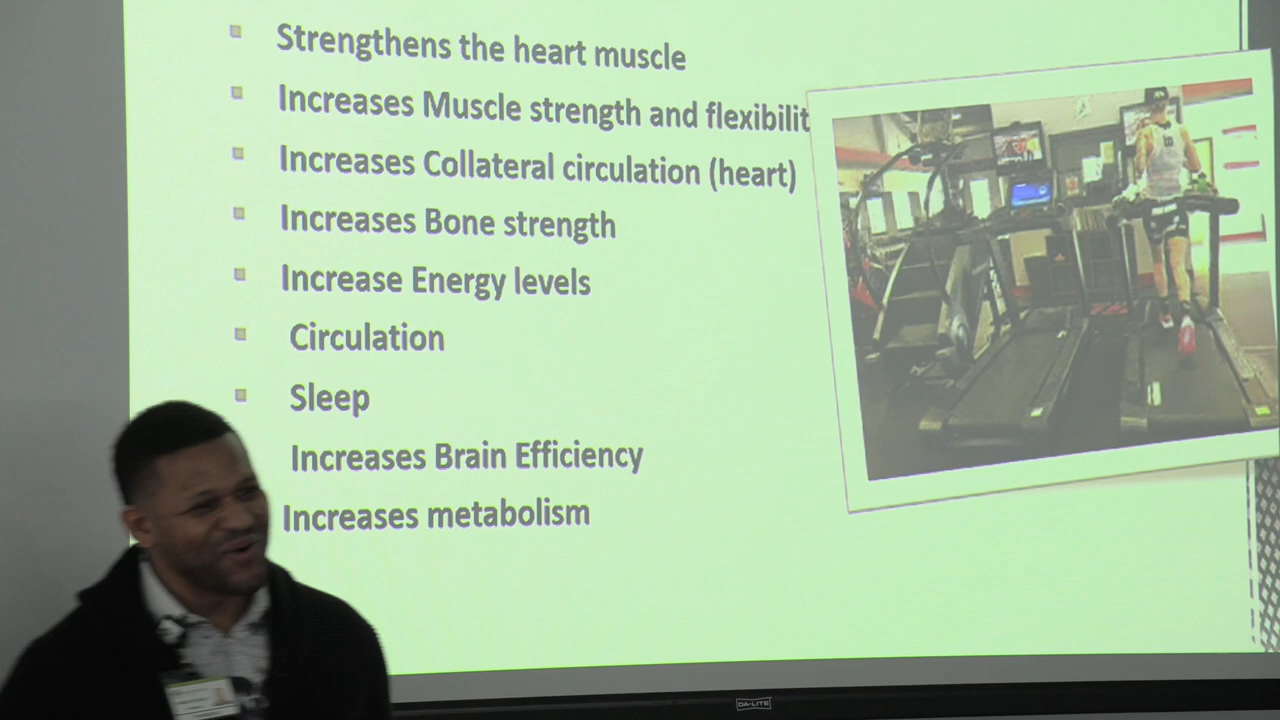 Strengthens the heart muscle
Increases Muscle strength and flexibilit
Increases Collateral circulation (heart)
Increases Bone strength
Increase Energy levels
Circulation
Sleep
Increases Brain Efficiency
Increases metabolism
DA-LITE